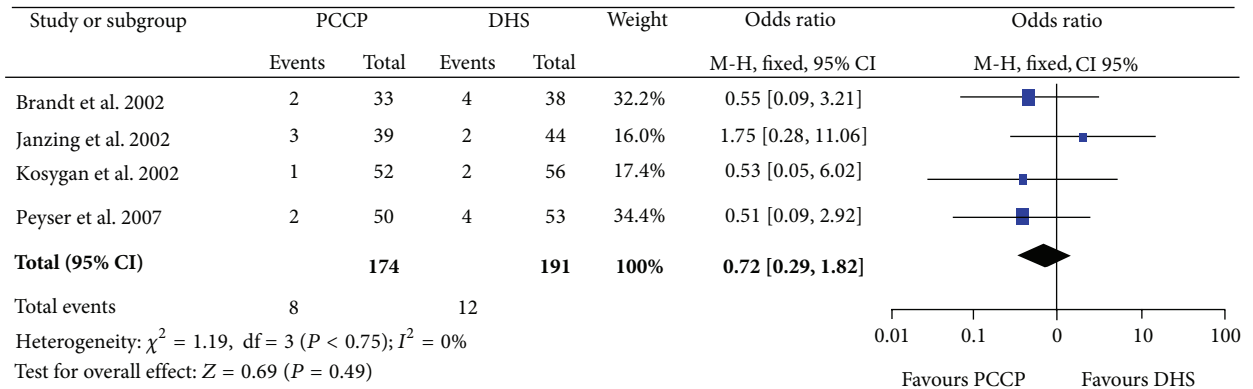 Study or subgroup PCCP DHS Weight Odds ratio Odds ratio
Events Total Events Total M-H, fixed, 95% CI M-H, fixed, CI 95%
Brandt et al. 2002 2 33 4 38 32.2% 0.55 [0.09, 3.21]
Janzing et al. 2002 3 39 2 44 16.0% 1.75 [0.28, 11.06]
Kosygan et al. 2002 1 52 2 56 17.4% 0.53 [0.05, 6.02]
Peyser et al. 2007 2 50 4 53 34.4% 0.51 [0.09, 2.92]
Total (95% CI) 174 191 100% 0.72 [0.29, 1.82]
Total events 8 12
Heterogeneity: χ² = 1.19, df = 3 (P < 0.75); I² = 0%
Test for overall effect: Z = 0.69 (P = 0.49)
0.01 0.1 0 10 100
Favours PCCP Favours DHS